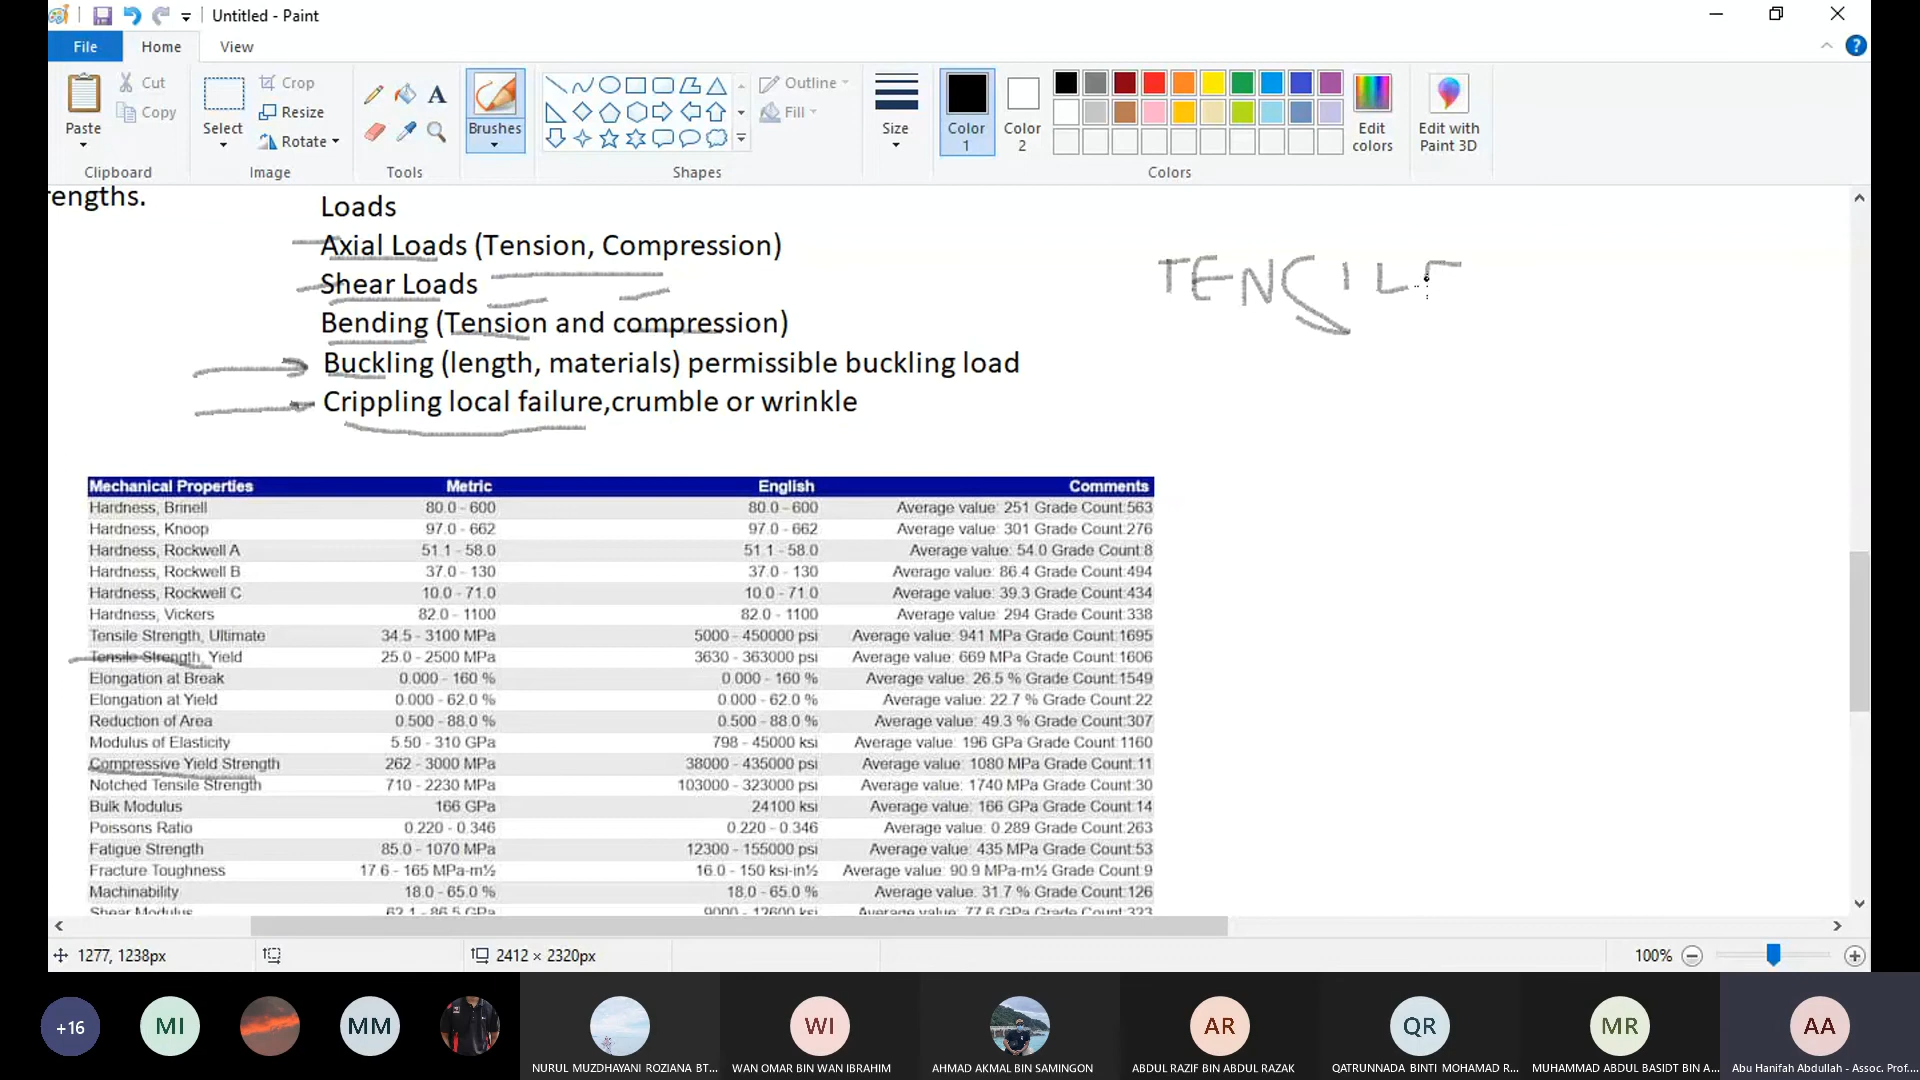 Untitled - Paint
File Home View
Paste
Cut
Copy
Clipboard
Select
Crop
Resize
Rotate
Image
A
Tools
Brushes
Shapes
Outline
Fill
Size
Color 1
Color 2
Colors
Edit colors
Edit with Paint 3D
rengths.
Loads
Axial Loads (Tension, Compression)
Shear Loads
Bending (Tension and compression)
Buckling (length, materials) permissible buckling load
Crippling local failure,crumble or wrinkle
TENSILE
Mechanical Properties Metric English Comments
Hardness, Brinell 80.0 - 600 80.0 - 600 Average value: 251 Grade Count:563
Hardness, Knoop 97.0 - 662 97.0 - 662 Average value: 301 Grade Count:276
Hardness, Rockwell A 51.1 - 58.0 51.1 - 58.0 Average value: 54.0 Grade Count:8
Hardness, Rockwell B 37.0 - 130 37.0 - 130 Average value: 86.4 Grade Count:494
Hardness, Rockwell C 10.0 - 71.0 10.0 - 71.0 Average value: 39.3 Grade Count:434
Hardness, Vickers 82.0 - 1100 82.0 - 1100 Average value: 294 Grade Count:338
Tensile Strength, Ultimate 34.5 - 3100 MPa 5000 - 450000 psi Average value: 941 MPa Grade Count:1695
Tensile Strength, Yield 25.0 - 2500 MPa 3630 - 363000 psi Average value: 669 MPa Grade Count:1606
Elongation at Break 0.000 - 160 % 0.000 - 160 % Average value: 26.5 % Grade Count:1549
Elongation at Yield 0.000 - 62.0 % 0.000 - 62.0 % Average value: 22.7 % Grade Count:22
Reduction of Area 0.500 - 88.0 % 0.500 - 88.0 % Average value: 49.3 % Grade Count:307
Modulus of Elasticity 5.50 - 310 GPa 798 - 45000 ksi Average value: 196 GPa Grade Count:1160
Compressive Yield Strength 262 - 3000 MPa 38000 - 435000 psi Average value: 1080 MPa Grade Count:11
Notched Tensile Strength 710 - 2230 MPa 103000 - 323000 psi Average value: 1740 MPa Grade Count:30
Bulk Modulus 166 GPa 24100 ksi Average value: 166 GPa Grade Count:14
Poissons Ratio 0.220 - 0.346 0.220 - 0.346 Average value: 0.289 Grade Count:263
Fatigue Strength 85.0 - 1070 MPa 12300 - 155000 psi Average value: 435 MPa Grade Count:53
Fracture Toughness 17.6 - 165 MPa-m½ 16.0 - 150 ksi-in½ Average value: 90.9 MPa-m½ Grade Count:9
Machinability 18.0 - 65.0 % 18.0 - 65.0 % Average value: 31.7 % Grade Count:126
Shear Modulus 62.1 - 86.5 GPa 9000 - 12600 ksi Average value: 77.6 GPa Grade Count:323
1277, 1238px 2412 × 2320px 100%
+16 MI MM WI AR QR MR AA
NURUL MUZDHAYANI ROZIANA BT... WAN OMAR BIN WAN IBRAHIM AHMAD AKMAL BIN SAMINGON ABDUL RAZIF BIN ABDUL RAZAK QATRUNNADA BINTI MOHAMAD R... MUHAMMAD ABDUL BASIDT BIN A... Abu Hanifah Abdullah - Assoc. Prof....